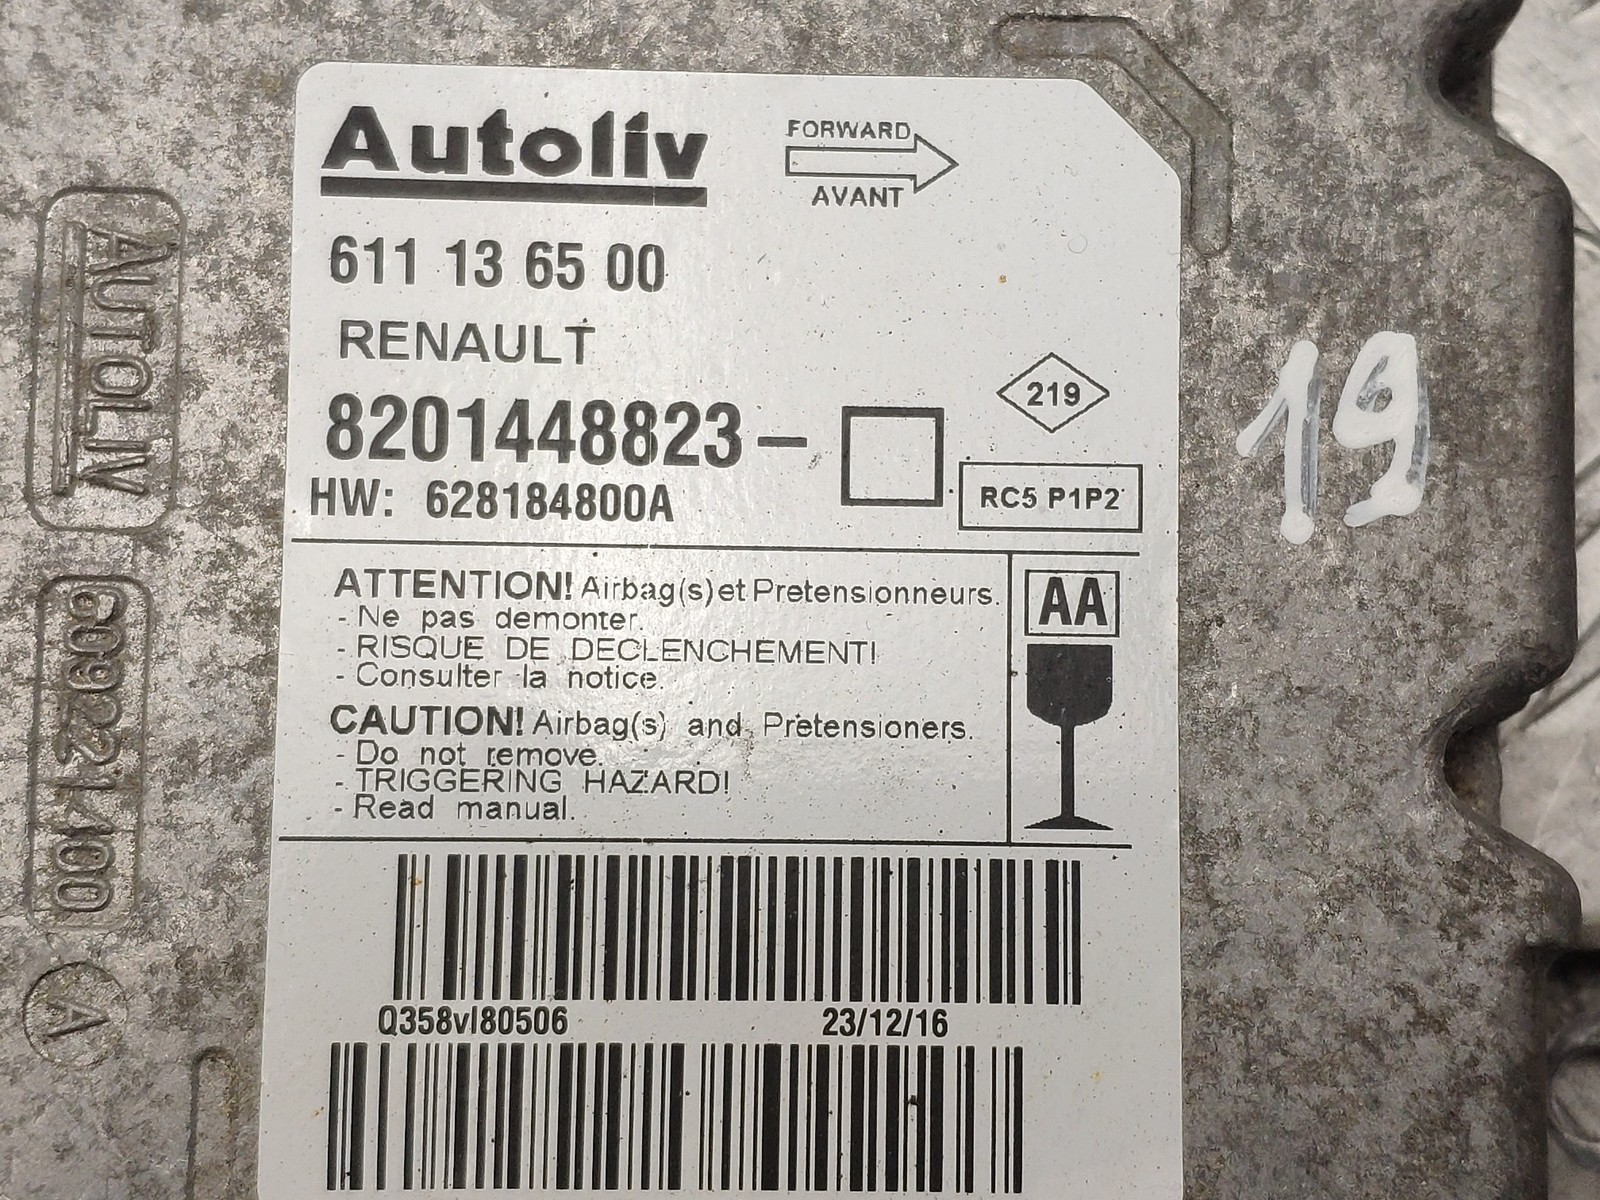 Autoliv
FORWARD
AVANT
611 13 65 00
RENAULT
219
8201448823-
RC5 P1P2
HW: 628184800A
ATTENTION! Airbag(s) et Pretensionneurs.
- Ne pas demonter.
- RISQUE DE DECLENCHEMENT!
- Consulter la notice.
AA
CAUTION! Airbag(s) and Pretensioners.
- Do not remove.
- TRIGGERING HAZARD!
- Read manual.
Q358vI80506
23/12/16
AUTOLIV
609221400
A
19